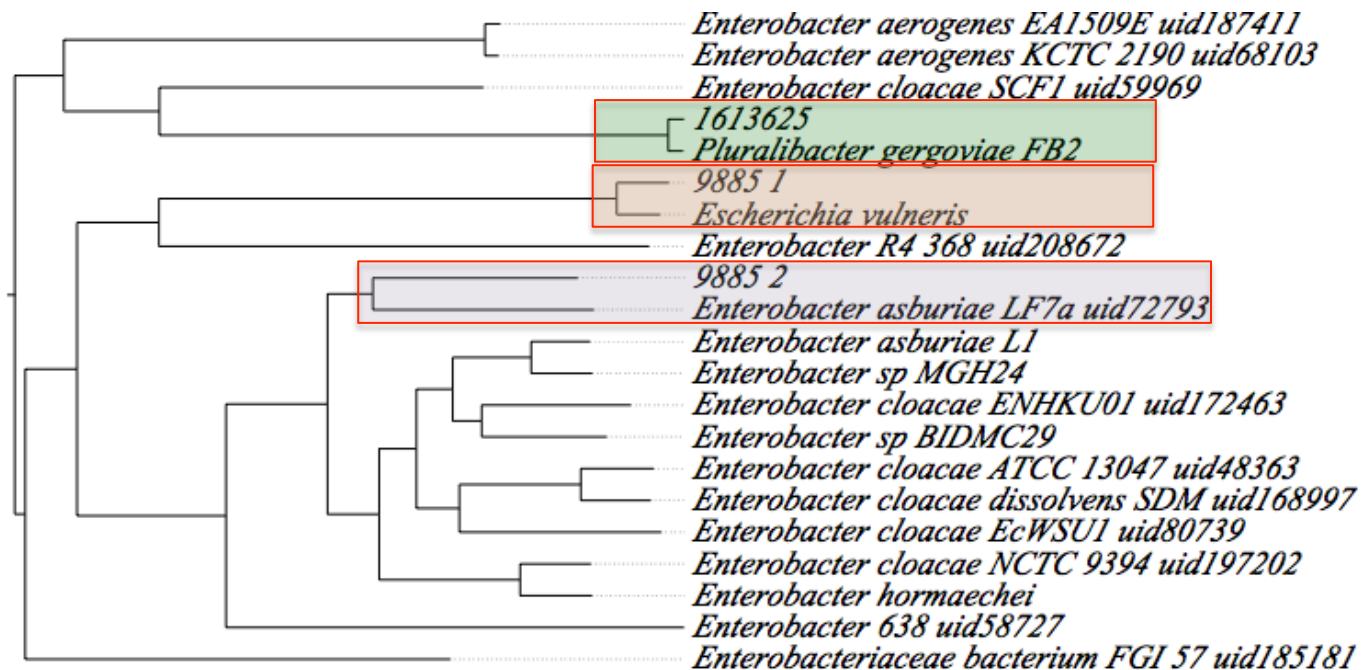 Enterobacter aerogenes EA1509E uid187411
Enterobacter aerogenes KCTC 2190 uid68103
Enterobacter cloacae SCF1 uid59969
1613625
Pluralibacter gergoviae FB2
9885 1
Escherichia vulneris
Enterobacter R4 368 uid208672
9885 2
Enterobacter asburiae LF7a uid72793
Enterobacter asburiae L1
Enterobacter sp MGH24
Enterobacter cloacae ENHKU01 uid172463
Enterobacter sp BIDMC29
Enterobacter cloacae ATCC 13047 uid48363
Enterobacter cloacae dissolvens SDM uid168997
Enterobacter cloacae EcWSU1 uid80739
Enterobacter cloacae NCTC 9394 uid197202
Enterobacter hormaechei
Enterobacter 638 uid58727
Enterobacteriaceae bacterium FGI 57 uid185181